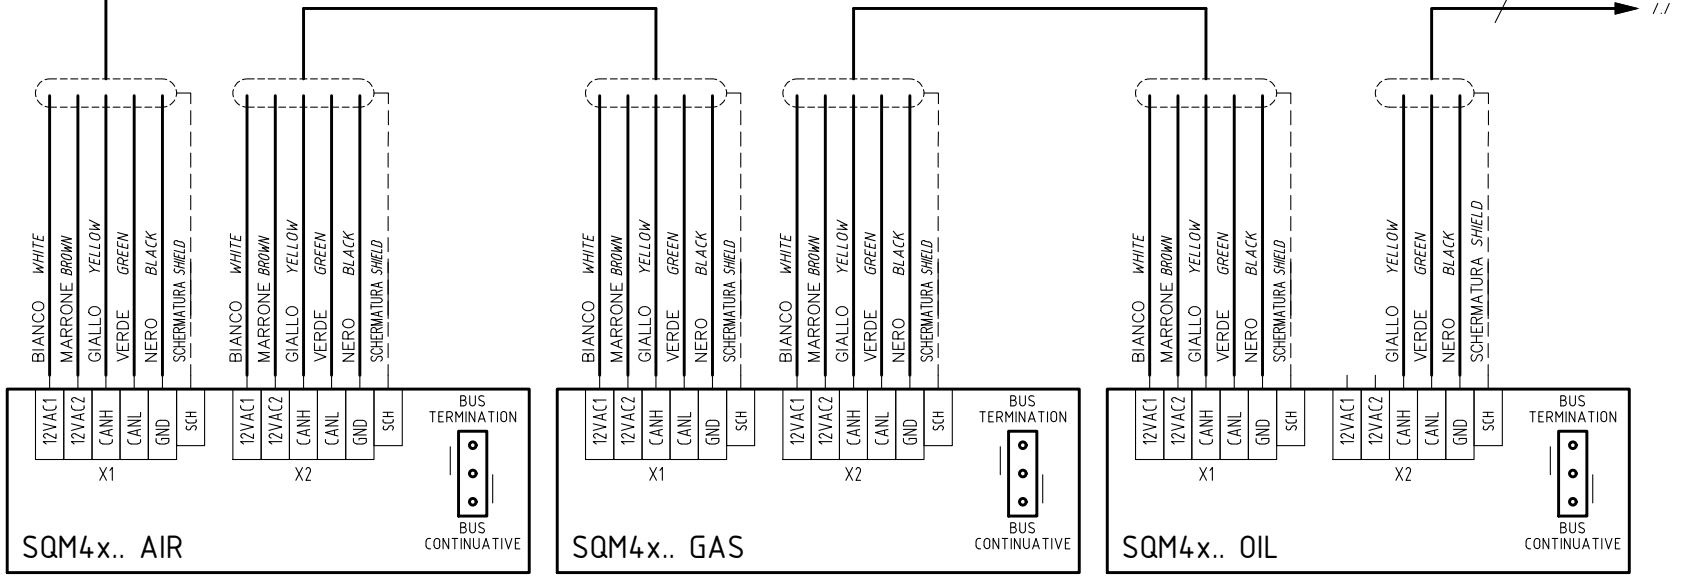 /./
BIANCO WHITE
MARRONE BROWN
GIALLO YELLOW
VERDE GREEN
NERO BLACK
SCHERMATURA SHIELD
BIANCO WHITE
MARRONE BROWN
GIALLO YELLOW
VERDE GREEN
NERO BLACK
SCHERMATURA SHIELD
12VAC1
12VAC2
CANH
CANL
GND
SCH
X1
12VAC1
12VAC2
CANH
CANL
GND
SCH
X2
BUS
TERMINATION
BUS
CONTINUATIVE
SQM4x.. AIR
BIANCO WHITE
MARRONE BROWN
GIALLO YELLOW
VERDE GREEN
NERO BLACK
SCHERMATURA SHIELD
BIANCO WHITE
MARRONE BROWN
GIALLO YELLOW
VERDE GREEN
NERO BLACK
SCHERMATURA SHIELD
12VAC1
12VAC2
CANH
CANL
GND
SCH
X1
12VAC1
12VAC2
CANH
CANL
GND
SCH
X2
BUS
TERMINATION
BUS
CONTINUATIVE
SQM4x.. GAS
BIANCO WHITE
MARRONE BROWN
GIALLO YELLOW
VERDE GREEN
NERO BLACK
SCHERMATURA SHIELD
GIALLO YELLOW
VERDE GREEN
NERO BLACK
SCHERMATURA SHIELD
12VAC1
12VAC2
CANH
CANL
GND
SCH
X1
12VAC1
12VAC2
CANH
CANL
GND
SCH
X2
BUS
TERMINATION
BUS
CONTINUATIVE
SQM4x.. OIL